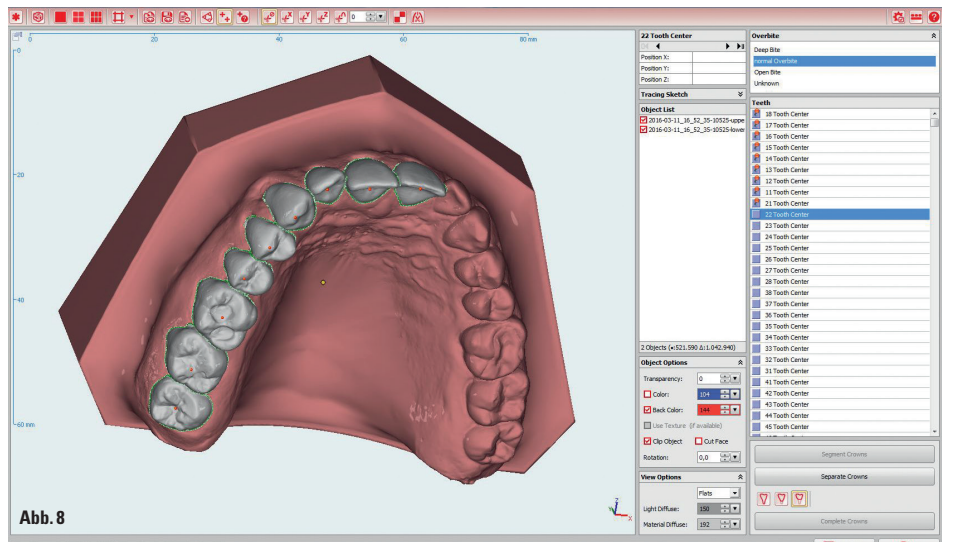 0
0
20
40
60
80 mm
0
-20
-40
-60 mm
Abb. 8
z
x
22 Tooth Center
Position X:
Position Y:
Position Z:
Tracing Sketch
Object List
2016-03-11_16_52_35-10525-uppe
2016-03-11_16_52_35-10525-lower
2 Objects (•:521.590 Δ:1.042.940)
Object Options
Transparency:
0
Color:
104
Back Color:
144
Use Texture (if available)
Clip Object
Cut Face
Rotation:
0,0
View Options
Flats
Light Diffuse:
150
Material Diffuse:
192
Overbite
Deep Bite
normal Overbite
Open Bite
Unknown
Teeth
18 Tooth Center
17 Tooth Center
16 Tooth Center
15 Tooth Center
14 Tooth Center
13 Tooth Center
12 Tooth Center
11 Tooth Center
21 Tooth Center
22 Tooth Center
23 Tooth Center
24 Tooth Center
25 Tooth Center
26 Tooth Center
27 Tooth Center
28 Tooth Center
38 Tooth Center
37 Tooth Center
36 Tooth Center
35 Tooth Center
34 Tooth Center
33 Tooth Center
32 Tooth Center
31 Tooth Center
41 Tooth Center
42 Tooth Center
43 Tooth Center
44 Tooth Center
45 Tooth Center
Segment Crowns
Separate Crowns
Complete Crowns